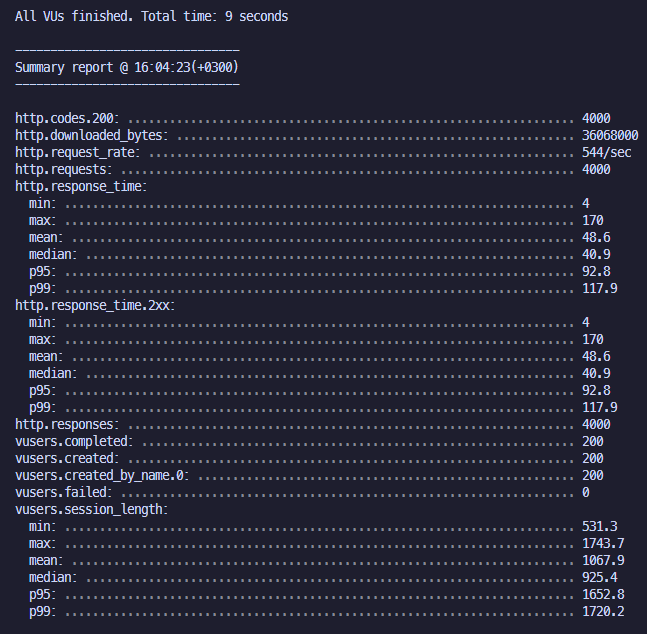 All VUs finished. Total time: 9 seconds
--------------------------------
Summary report @ 16:04:23(+0300)
--------------------------------
http.codes.200: ................................................................ 4000
http.downloaded_bytes: ......................................................... 36068000
http.request_rate: ............................................................. 544/sec
http.requests: ................................................................. 4000
http.response_time:
  min: ......................................................................... 4
  max: ......................................................................... 170
  mean: ........................................................................ 48.6
  median: ...................................................................... 40.9
  p95: ......................................................................... 92.8
  p99: ......................................................................... 117.9
http.response_time.2xx:
  min: ......................................................................... 4
  max: ......................................................................... 170
  mean: ........................................................................ 48.6
  median: ...................................................................... 40.9
  p95: ......................................................................... 92.8
  p99: ......................................................................... 117.9
http.responses: ................................................................ 4000
vusers.completed: .............................................................. 200
vusers.created: ................................................................ 200
vusers.created_by_name.0: ...................................................... 200
vusers.failed: ................................................................. 0
vusers.session_length:
  min: ......................................................................... 531.3
  max: ......................................................................... 1743.7
  mean: ........................................................................ 1067.9
  median: ...................................................................... 925.4
  p95: ......................................................................... 1652.8
  p99: ......................................................................... 1720.2